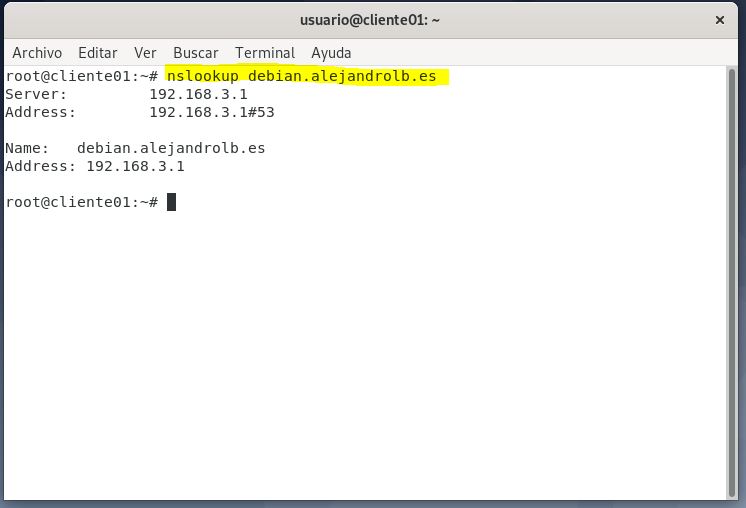 usuario@cliente01: ~
Archivo Editar Ver Buscar Terminal Ayuda
root@cliente01:~# nslookup debian.alejandrolb.es
Server:         192.168.3.1
Address:        192.168.3.1#53

Name:   debian.alejandrolb.es
Address: 192.168.3.1

root@cliente01:~#